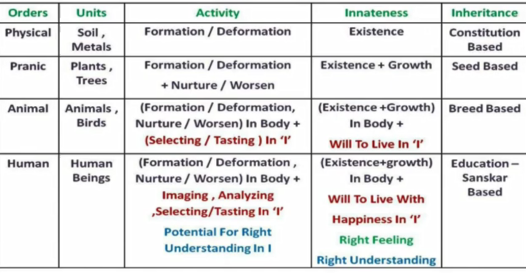 Orders Units Activity Innateness Inheritance
Physical Soil , Formation / Deformation Existence Constitution
Metals Based
Pranic Plants , Formation / Deformation Existence + Growth Seed Based
Trees + Nurture / Worsen
Animal Animals , (Formation / Deformation, (Existence +Growth) Breed Based
Birds Nurture / Worsen) In Body + In Body +
(Selecting / Tasting ) In ‘I’ Will To Live In ‘I’
Human Human (Formation / Deformation , (Existence+growth) Education –
Beings Nurture / Worsen) In Body + In Body + Sanskar
Imaging , Analyzing Will To Live With Based
,Selecting/Tasting In ‘I’ Happiness In ‘I’
Potential For Right Right Feeling
Understanding In I Right Understanding